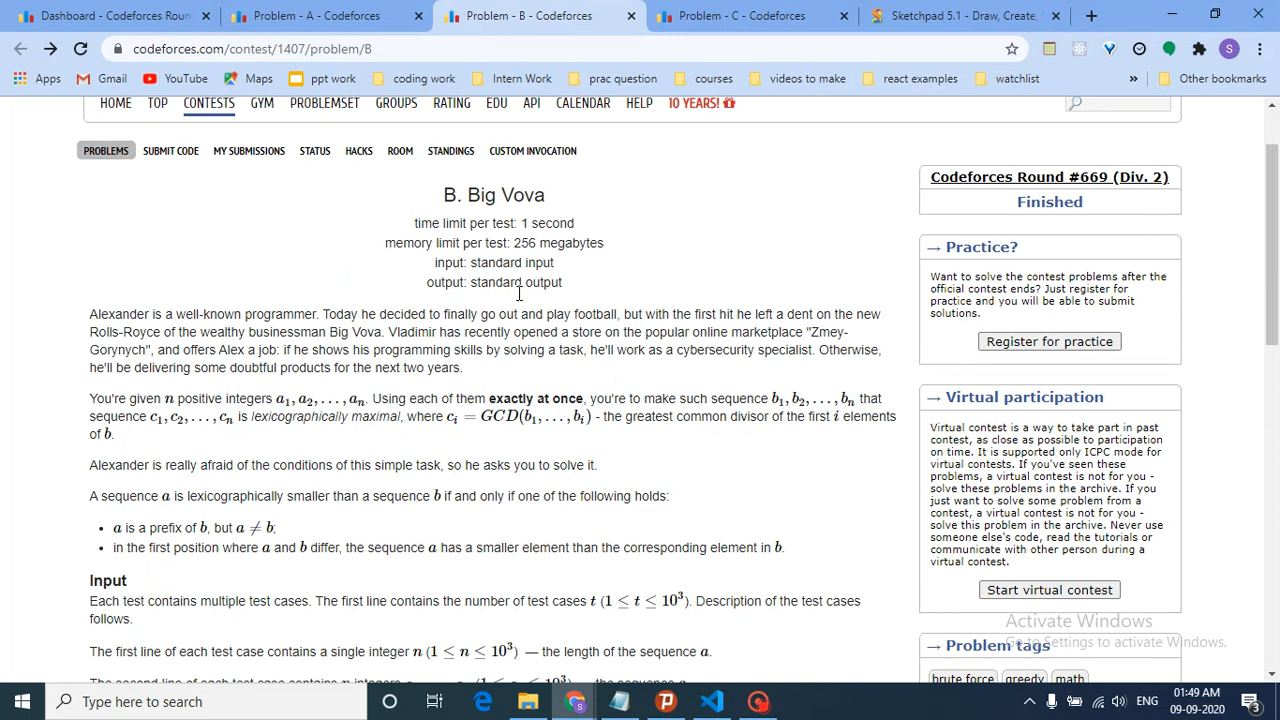 Dashboard - Codeforces Roun
Problem - A - Codeforces
Problem - B - Codeforces
Problem - C - Codeforces
Sketchpad 5.1 - Draw, Create,
codeforces.com/contest/1407/problem/B
S
Apps Gmail YouTube Maps ppt work coding work Intern Work prac question courses videos to make react examples watchlist » Other bookmarks
HOME TOP CONTESTS GYM PROBLEMSET GROUPS RATING EDU API CALENDAR HELP 10 YEARS!
PROBLEMS SUBMIT CODE MY SUBMISSIONS STATUS HACKS ROOM STANDINGS CUSTOM INVOCATION
B. Big Vova
time limit per test: 1 second
memory limit per test: 256 megabytes
input: standard input
output: standard output
Alexander is a well-known programmer. Today he decided to finally go out and play football, but with the first hit he left a dent on the new
Rolls-Royce of the wealthy businessman Big Vova. Vladimir has recently opened a store on the popular online marketplace "Zmey-
Gorynych", and offers Alex a job: if he shows his programming skills by solving a task, he'll work as a cybersecurity specialist. Otherwise,
he'll be delivering some doubtful products for the next two years.
You're given n positive integers a₁, a₂, . . . , aₙ. Using each of them exactly at once, you're to make such sequence b₁, b₂, . . . , bₙ that
sequence c₁, c₂, . . . , cₙ is lexicographically maximal, where cᵢ = GCD(b₁, . . . , bᵢ) - the greatest common divisor of the first i elements
of b.
Alexander is really afraid of the conditions of this simple task, so he asks you to solve it.
A sequence a is lexicographically smaller than a sequence b if and only if one of the following holds:
• a is a prefix of b, but a ≠ b;
• in the first position where a and b differ, the sequence a has a smaller element than the corresponding element in b.
Input
Each test contains multiple test cases. The first line contains the number of test cases t (1 ≤ t ≤ 10³). Description of the test cases
follows.
The first line of each test case contains a single integer n (1 ≤ n ≤ 10³) — the length of the sequence a.
Codeforces Round #669 (Div. 2)
Finished
→ Practice?
Want to solve the contest problems after the
official contest ends? Just register for
practice and you will be able to submit
solutions.
Register for practice
→ Virtual participation
Virtual contest is a way to take part in past
contest, as close as possible to participation
on time. It is supported only ICPC mode for
virtual contests. If you've seen these
problems, a virtual contest is not for you -
solve these problems in the archive. If you
just want to solve some problem from a
contest, a virtual contest is not for you -
solve this problem in the archive. Never use
someone else's code, read the tutorials or
communicate with other person during a
virtual contest.
Start virtual contest
Activate Windows
Go to Settings to activate Windows.
→ Problem tags
brute force greedy math
Type here to search
ENG
01:49 AM
09-09-2020
3